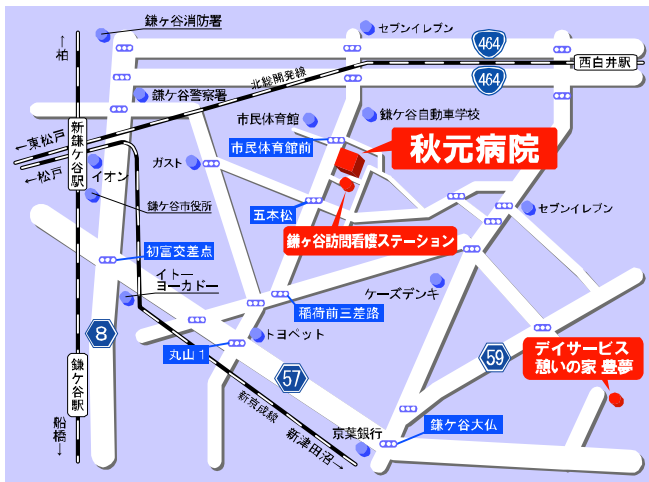 鎌ケ谷消防署
セブンイレブン
464
←柏
西白井駅
464
北総開発線
鎌ケ谷警察署
市民体育館
鎌ケ谷自動車学校
←東松戸
新鎌ケ谷駅
市民体育館前
秋元病院
←松戸
イオン
ガスト
鎌ケ谷市役所
五本松
セブンイレブン
鎌ヶ谷訪問看護ステーション
初富交差点
イトー
ヨーカドー
ケーズデンキ
稲荷前三差路
8
トヨペット
丸山1
57
59
デイサービス
憩いの家 豊夢
鎌ケ谷駅
新京成線
鎌ケ谷大仏
船橋→
新津田沼→
京葉銀行